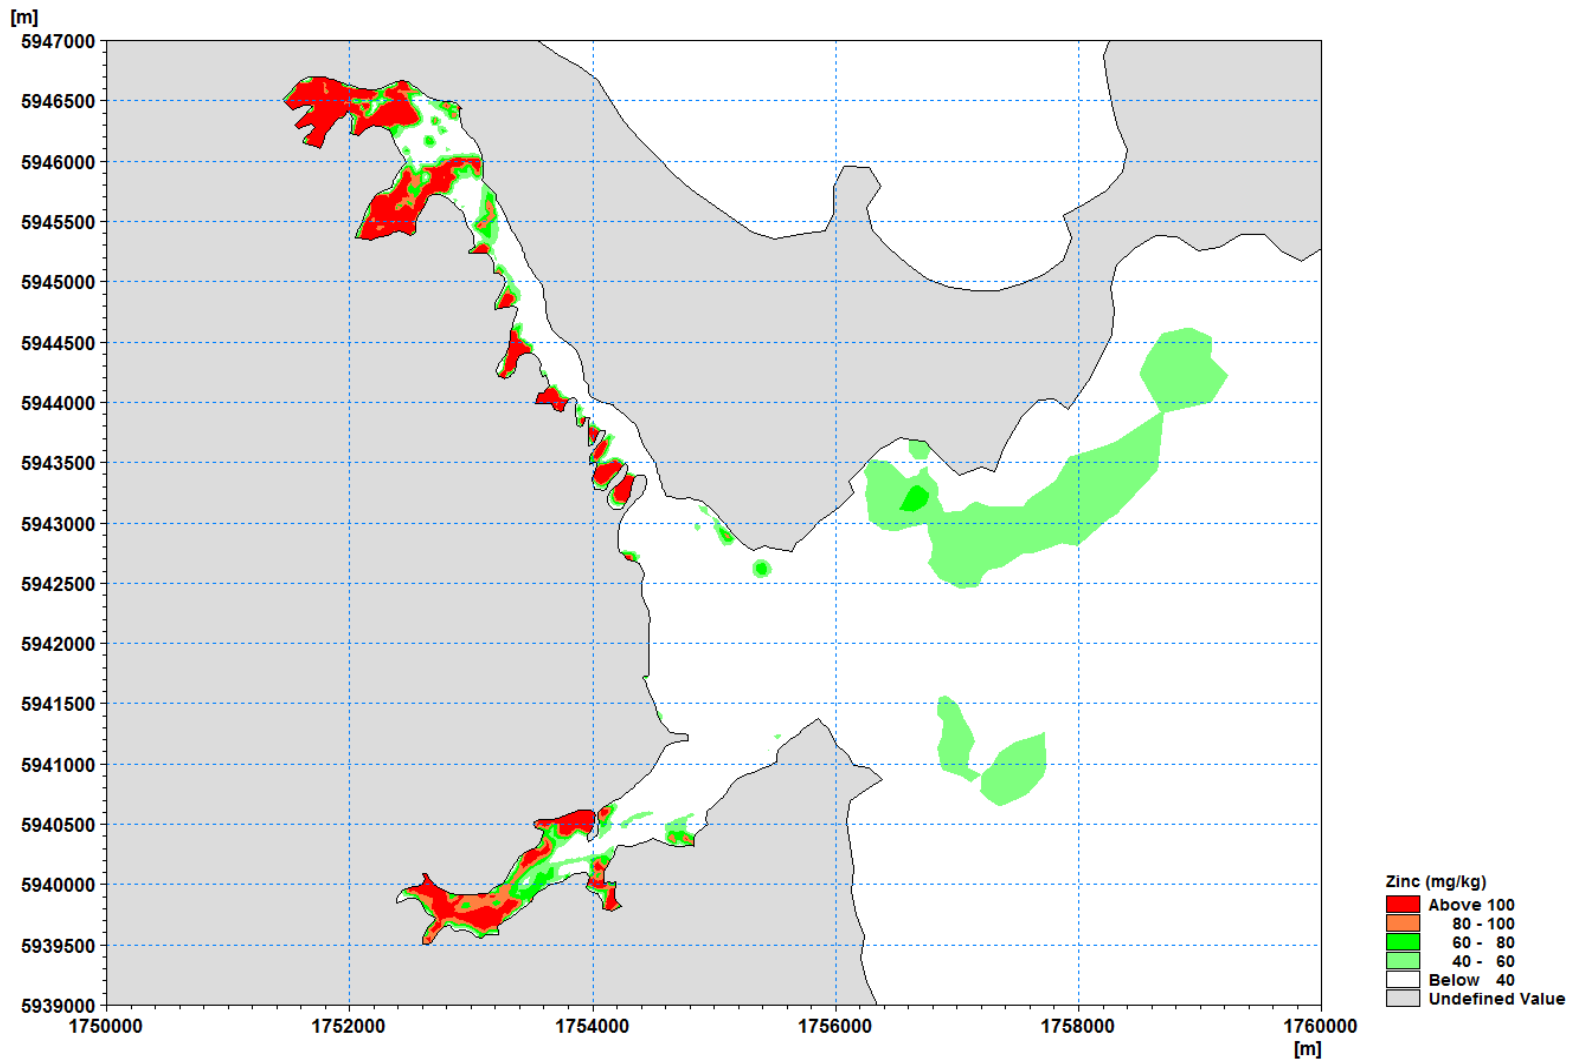 [m]
5947000
5946500
5946000
5945500
5945000
5944500
5944000
5943500
5943000
5942500
5942000
5941500
5941000
5940500
5940000
5939500
5939000
1750000 1752000 1754000 1756000 1758000 1760000
[m]
Zinc (mg/kg)
Above 100
80 - 100
60 - 80
40 - 60
Below 40
Undefined Value